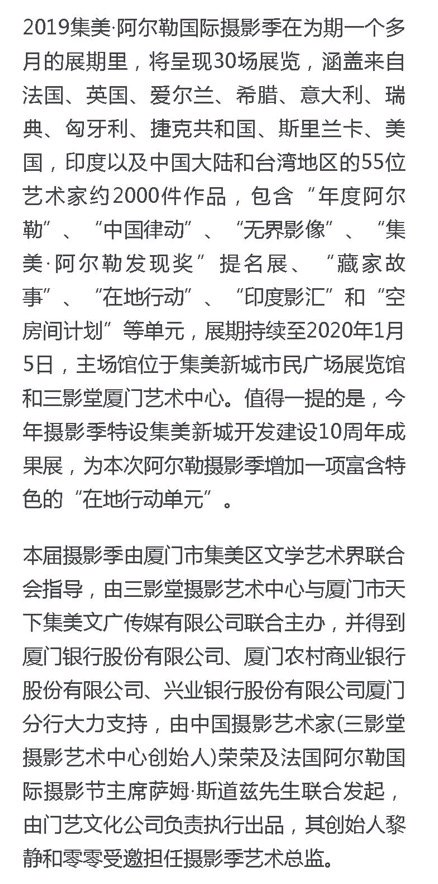 2019集美·阿尔勒国际摄影季在为期一个多
月的展期里，将呈现30场展览，涵盖来自
法国、英国、爱尔兰、希腊、意大利、瑞
典、匈牙利、捷克共和国、斯里兰卡、美
国，印度以及中国大陆和台湾地区的55位
艺术家约2000件作品，包含“年度阿尔
勒”、“中国律动”、“无界影像”、“集
美·阿尔勒发现奖”提名展、“藏家故
事”、“在地行动”、“印度影汇”和“空
房间计划”等单元，展期持续至2020年1月
5日，主场馆位于集美新城市民广场展览馆
和三影堂厦门艺术中心。值得一提的是，今
年摄影季特设集美新城开发建设10周年成
果展，为本次阿尔勒摄影季增加一项富含特
色的“在地行动单元”。
本届摄影季由厦门市集美区文学艺术界联合
会指导，由三影堂摄影艺术中心与厦门市天
下集美文广传媒有限公司联合主办，并得到
厦门银行股份有限公司、厦门农村商业银行
股份有限公司、兴业银行股份有限公司厦门
分行大力支持，由中国摄影艺术家(三影堂
摄影艺术中心创始人)荣荣及法国阿尔勒国
际摄影节主席萨姆·斯道兹先生联合发起，
由门艺文化公司负责执行出品，其创始人黎
静和零零受邀担任摄影季艺术总监。